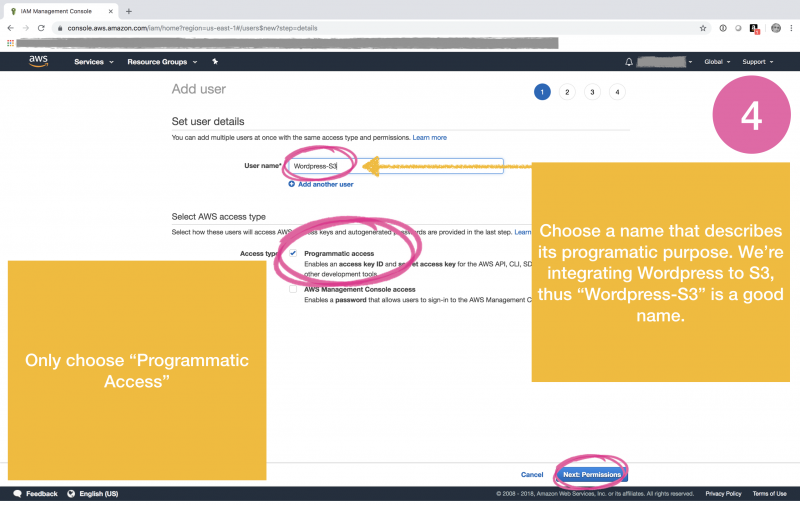 IAM Management Console
console.aws.amazon.com/iam/home?region=us-east-1#/users$new?step=details
aws
Services
Resource Groups
Global
Support
Add user
1
2
3
4
4
Set user details
You can add multiple users at once with the same access type and permissions. Learn more
User name*
Wordpress-S3
Add another user
Choose a name that describes
its programatic purpose. We’re
integrating Wordpress to S3,
thus “Wordpress-S3” is a good
name.
Select AWS access type
Select how these users will access AWS. keys and autogenerated are provided in the last step. Learn
Access type
Programmatic access
Enables an access key ID and secret access key for the AWS API, CLI, SD
other development tools.
AWS Management Console access
Enables a password that allows users to sign-in to the AWS Management C
Only choose “Programmatic
Access”
Cancel
Next: Permissions
Feedback
English (US)
© 2008 - 2018, Amazon Web Services, Inc. or its affiliates. All rights reserved.
Privacy Policy
Terms of Use